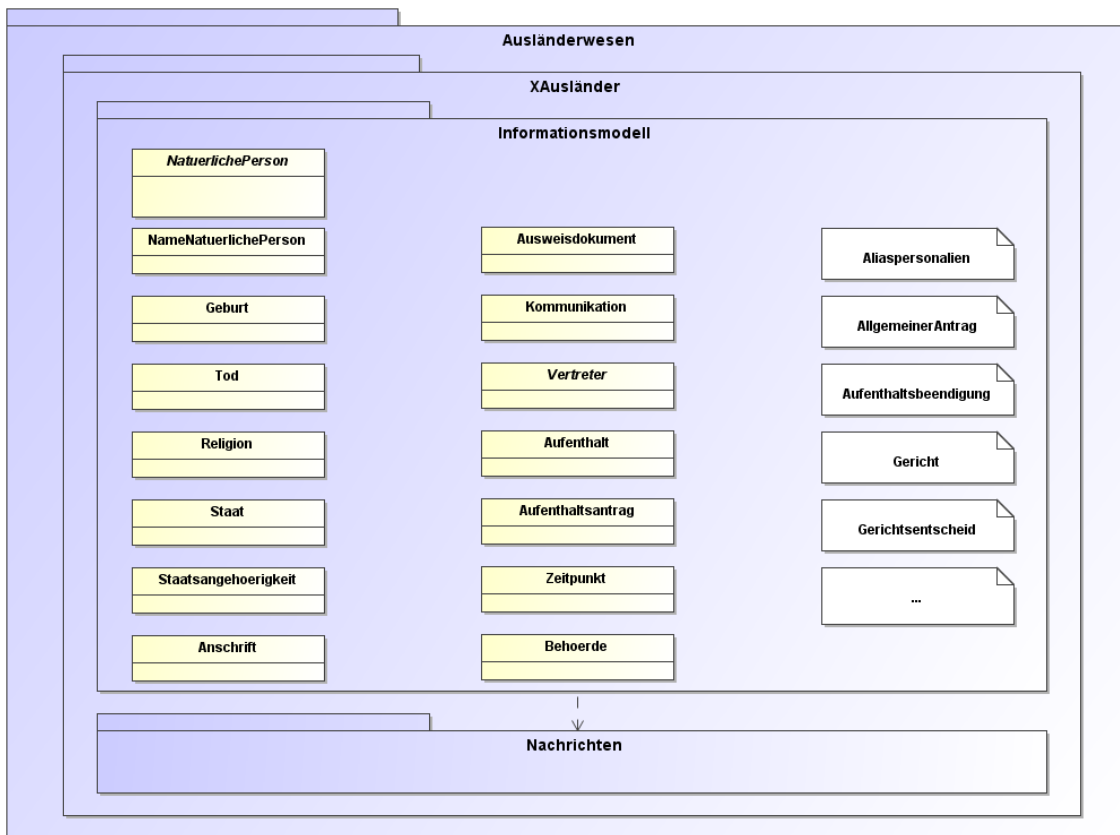 Ausländerwesen
XAusländer
Informationsmodell
NatuerlichePerson
NameNatuerlichePerson
Geburt
Tod
Religion
Staat
Staatsangehoerigkeit
Anschrift
Ausweisdokument
Kommunikation
Vertreter
Aufenthalt
Aufenthaltsantrag
Zeitpunkt
Behoerde
Aliaspersonalien
AllgemeinerAntrag
Aufenthaltsbeendigung
Gericht
Gerichtsentscheid
...
Nachrichten